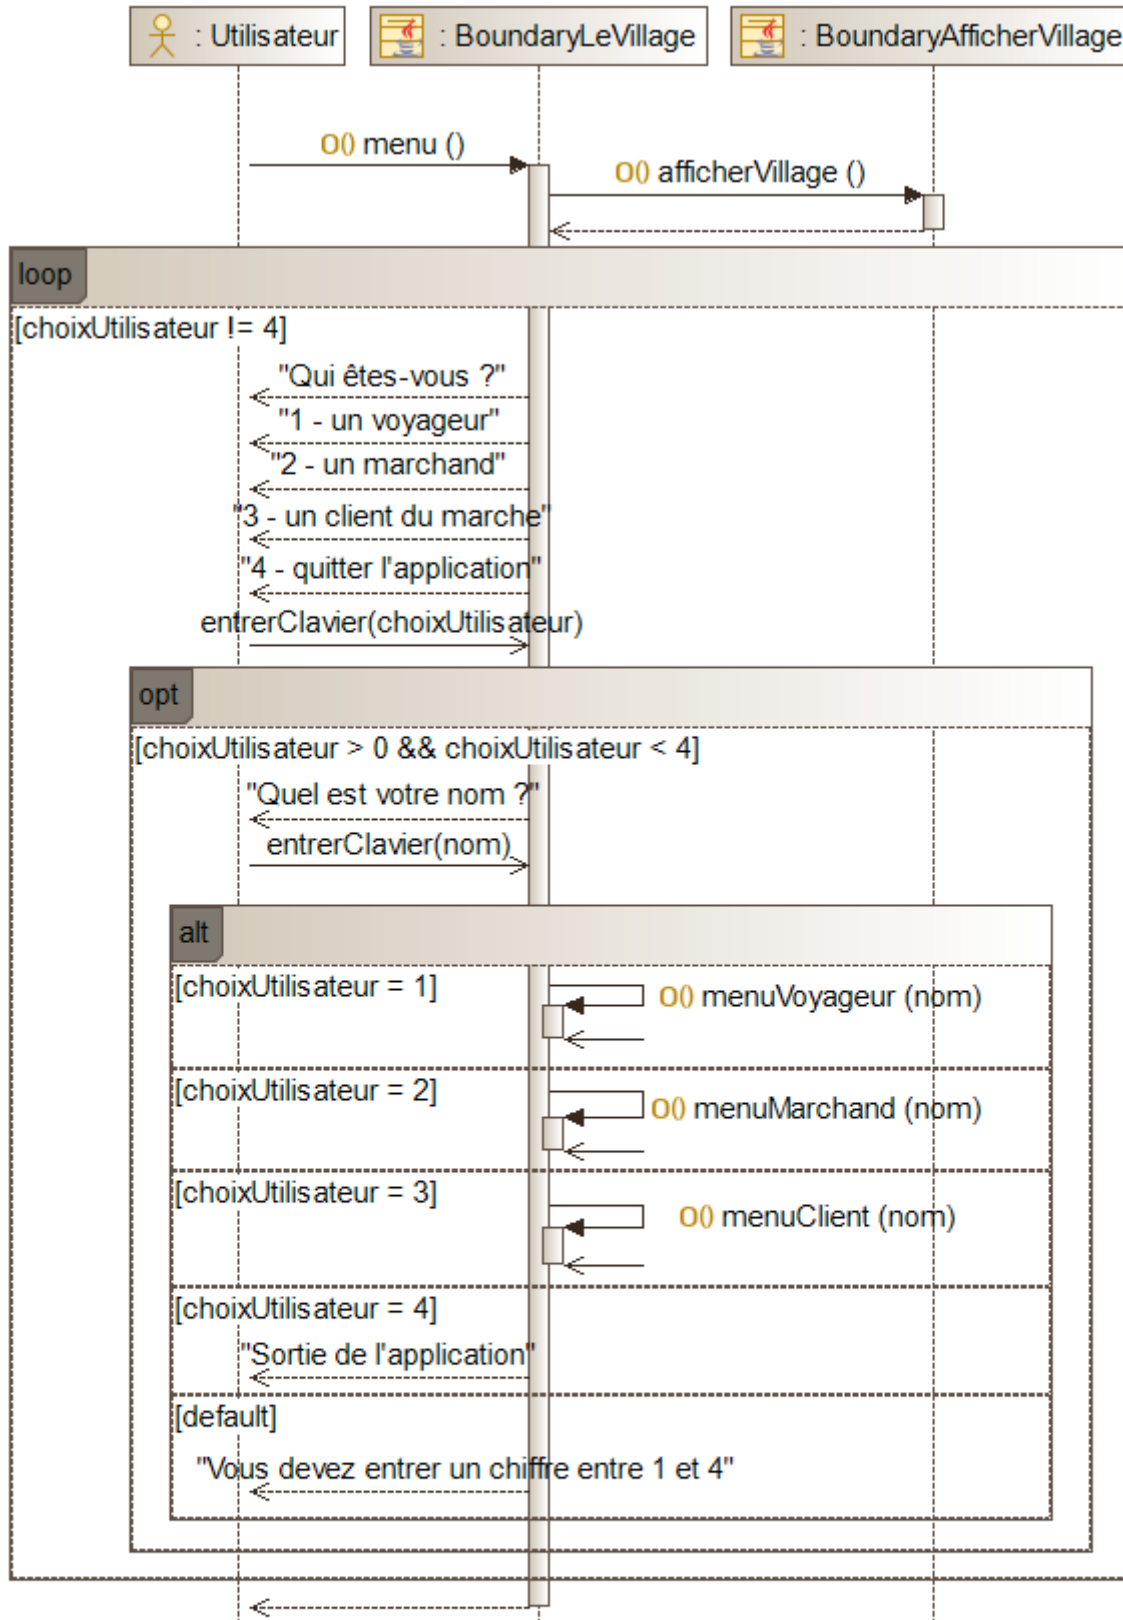 : Utilisateur
: BoundaryLeVillage
: BoundaryAfficherVillage
O() menu ()
O() afficherVillage ()
loop
[choixUtilisateur != 4]
"Qui êtes-vous ?"
"1 - un voyageur"
"2 - un marchand"
"3 - un client du marche"
"4 - quitter l'application"
entrerClavier(choixUtilisateur)
opt
[choixUtilisateur > 0 && choixUtilisateur < 4]
"Quel est votre nom ?"
entrerClavier(nom)
alt
[choixUtilisateur = 1]
O() menuVoyageur (nom)
[choixUtilisateur = 2]
O() menuMarchand (nom)
[choixUtilisateur = 3]
O() menuClient (nom)
[choixUtilisateur = 4]
"Sortie de l'application"
[default]
"Vous devez entrer un chiffre entre 1 et 4"